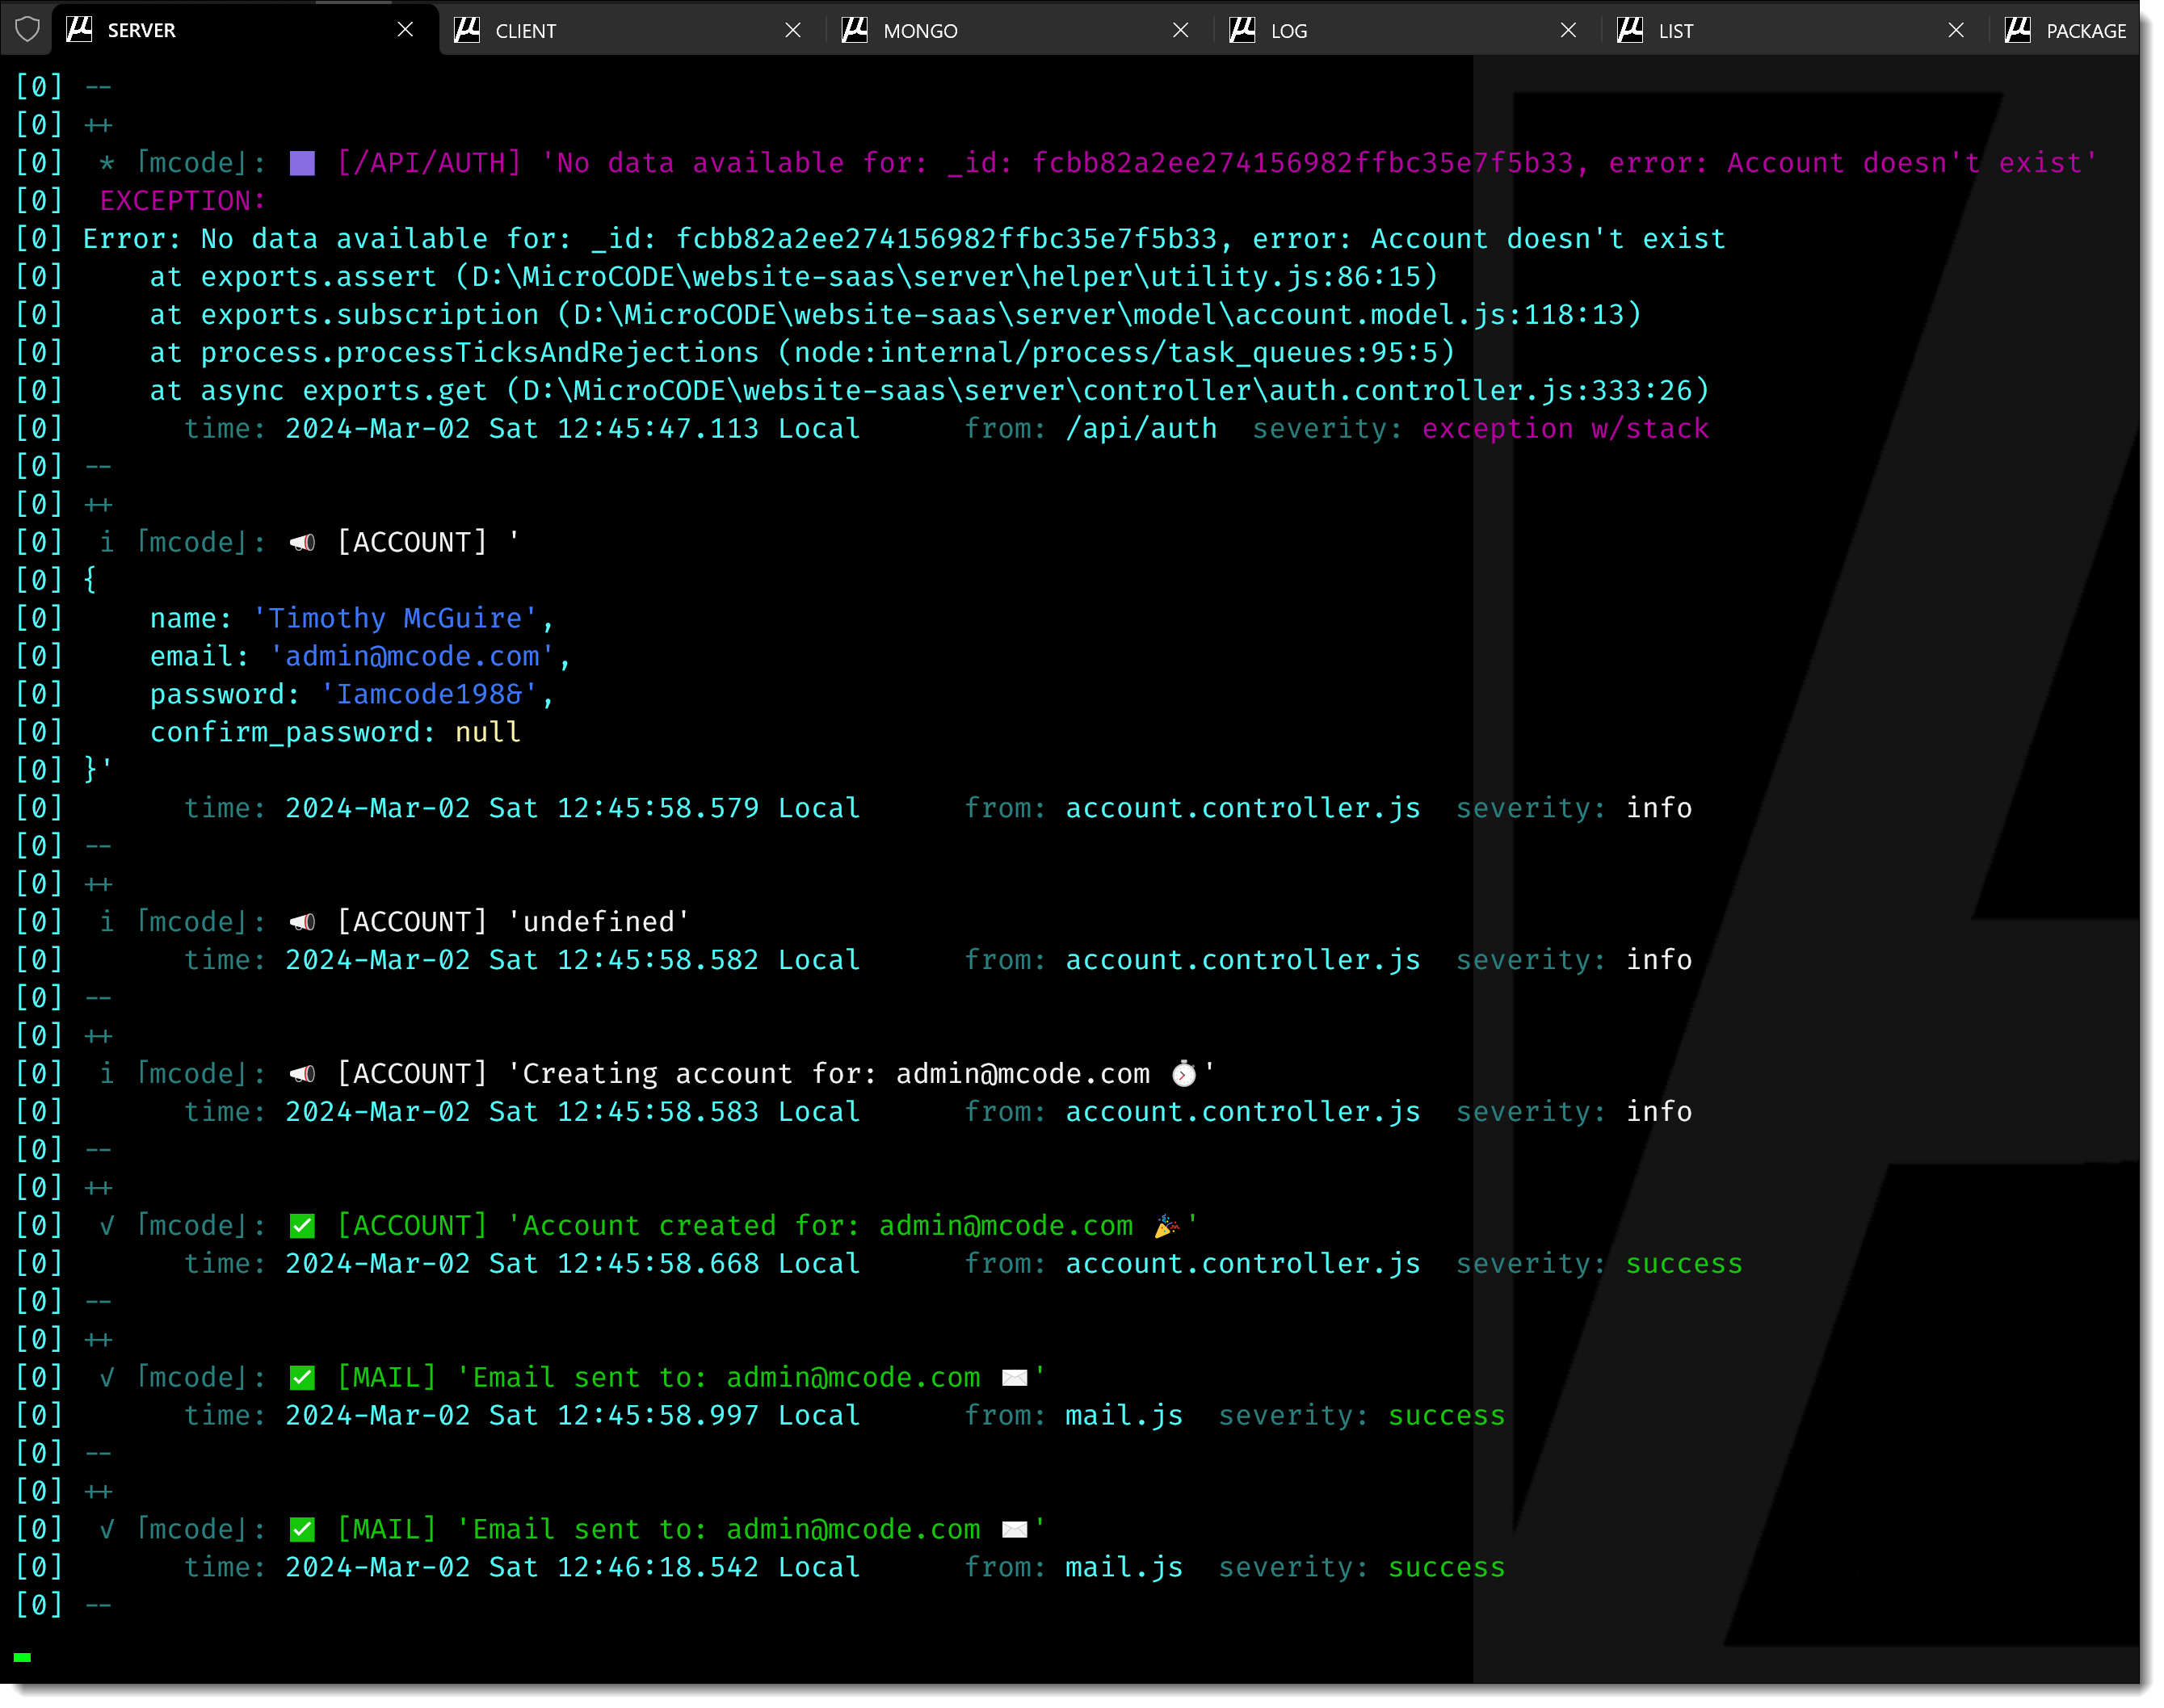 SERVER CLIENT MONGO LOG LIST PACKAGE
[0] --
[0] ++
[0]  * ⌈mcode⌋: 🟪 [/API/AUTH] 'No data available for: _id: fcbb82a2ee274156982ffbc35e7f5b33, error: Account doesn't exist'
[0]  EXCEPTION:
[0] Error: No data available for: _id: fcbb82a2ee274156982ffbc35e7f5b33, error: Account doesn't exist
[0]     at exports.assert (D:\MicroCODE\website-saas\server\helper\utility.js:86:15)
[0]     at exports.subscription (D:\MicroCODE\website-saas\server\model\account.model.js:118:13)
[0]     at process.processTicksAndRejections (node:internal/process/task_queues:95:5)
[0]     at async exports.get (D:\MicroCODE\website-saas\server\controller\auth.controller.js:333:26)
[0]       time: 2024-Mar-02 Sat 12:45:47.113 Local      from: /api/auth  severity: exception w/stack
[0] --
[0] ++
[0]  i ⌈mcode⌋: 📢 [ACCOUNT] '
[0] {
[0]     name: 'Timothy McGuire',
[0]     email: 'admin@mcode.com',
[0]     password: 'Iamcode198&',
[0]     confirm_password: null
[0] }'
[0]       time: 2024-Mar-02 Sat 12:45:58.579 Local      from: account.controller.js  severity: info
[0] --
[0] ++
[0]  i ⌈mcode⌋: 📢 [ACCOUNT] 'undefined'
[0]       time: 2024-Mar-02 Sat 12:45:58.582 Local      from: account.controller.js  severity: info
[0] --
[0] ++
[0]  i ⌈mcode⌋: 📢 [ACCOUNT] 'Creating account for: admin@mcode.com ⏱️'
[0]       time: 2024-Mar-02 Sat 12:45:58.583 Local      from: account.controller.js  severity: info
[0] --
[0] ++
[0]  √ ⌈mcode⌋: ✅ [ACCOUNT] 'Account created for: admin@mcode.com 🎉'
[0]       time: 2024-Mar-02 Sat 12:45:58.668 Local      from: account.controller.js  severity: success
[0] --
[0] ++
[0]  √ ⌈mcode⌋: ✅ [MAIL] 'Email sent to: admin@mcode.com ✉️'
[0]       time: 2024-Mar-02 Sat 12:45:58.997 Local      from: mail.js  severity: success
[0] --
[0] ++
[0]  √ ⌈mcode⌋: ✅ [MAIL] 'Email sent to: admin@mcode.com ✉️'
[0]       time: 2024-Mar-02 Sat 12:46:18.542 Local      from: mail.js  severity: success
[0] --